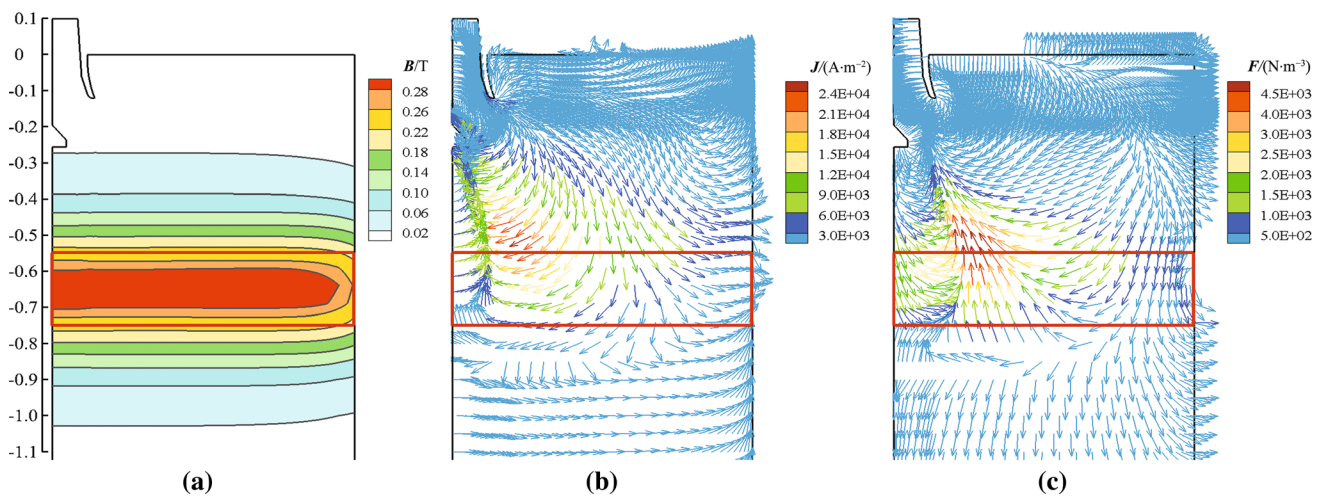 0.1
0
-0.1
-0.2
-0.3
-0.4
-0.5
-0.6
-0.7
-0.8
-0.9
-1.0
-1.1
B/T
0.28
0.26
0.22
0.18
0.14
0.10
0.06
0.02
(a)
J/(A·m⁻²)
2.4E+04
2.1E+04
1.8E+04
1.5E+04
1.2E+04
9.0E+03
6.0E+03
3.0E+03
(b)
F/(N·m⁻³)
4.5E+03
4.0E+03
3.0E+03
2.5E+03
2.0E+03
1.5E+03
1.0E+03
5.0E+02
(c)